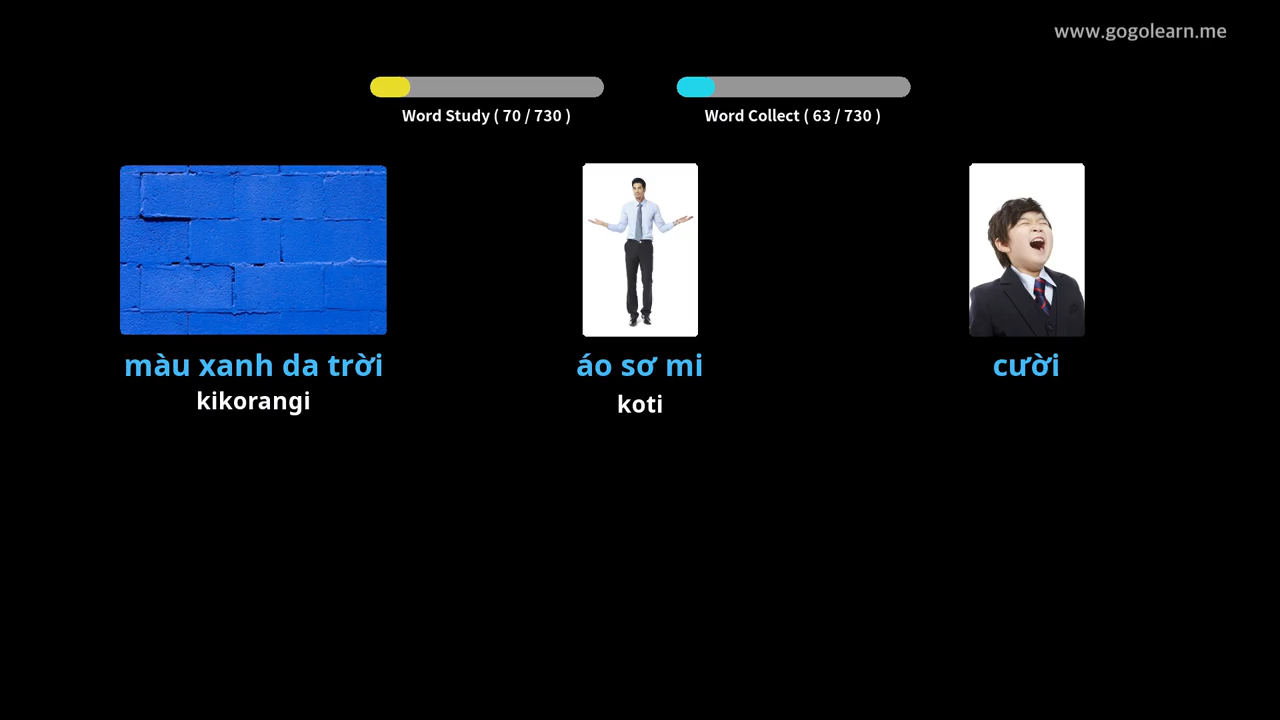 www.gogolearn.me
Word Study ( 70 / 730 )
Word Collect ( 63 / 730 )
màu xanh da trời
kikorangi
áo sơ mi
koti
cười